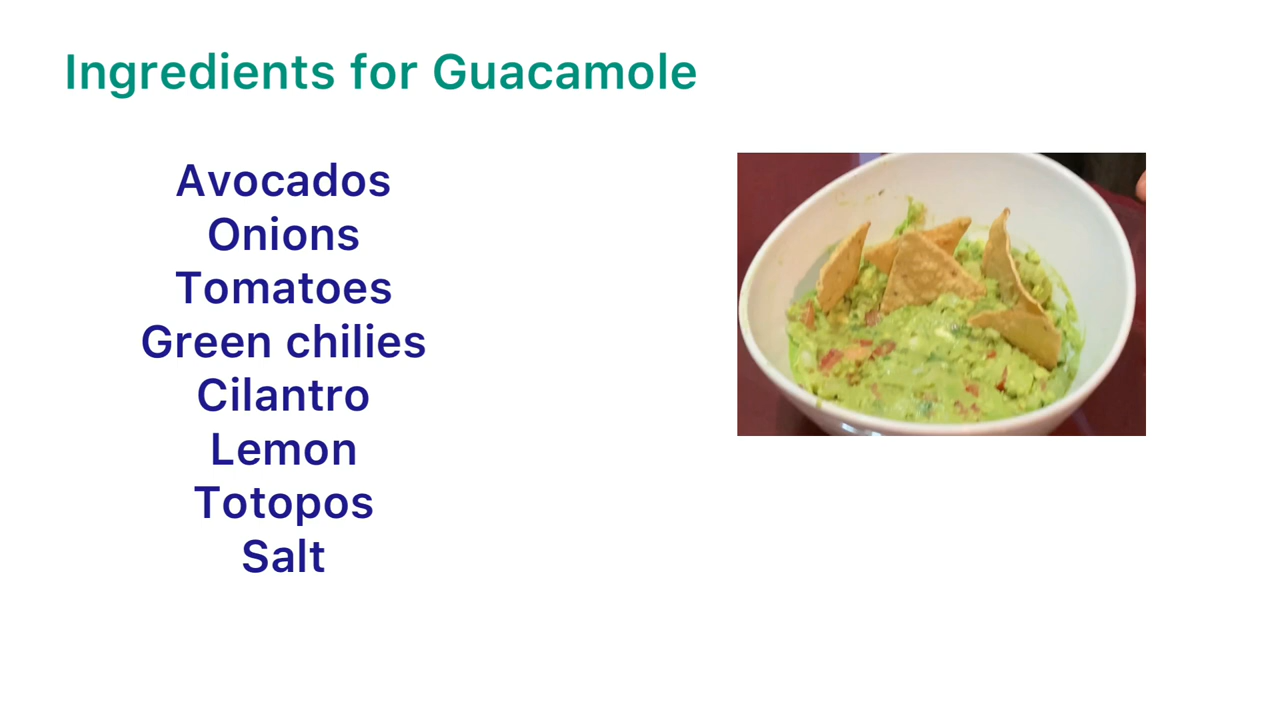 Ingredients for Guacamole
Avocados
Onions
Tomatoes
Green chilies
Cilantro
Lemon
Totopos
Salt